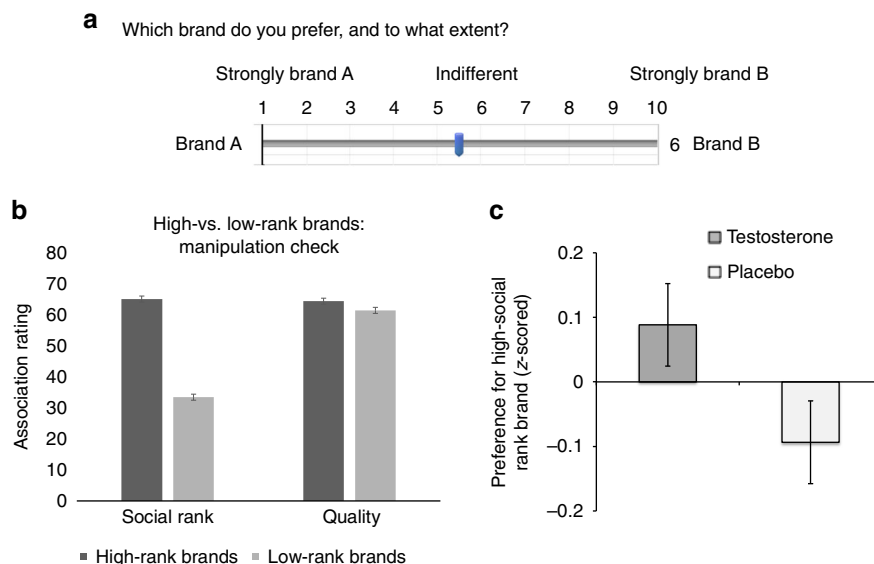 a Which brand do you prefer, and to what extent?
Strongly brand A Indifferent Strongly brand B
1 2 3 4 5 6 7 8 9 10
Brand A 6 Brand B
b
High-vs. low-rank brands:
manipulation check
Association rating
80
70
60
50
40
30
20
10
0
Social rank Quality
High-rank brands Low-rank brands
c
Testosterone
Placebo
Preference for high-social
rank brand (z-scored)
0.2
0.1
0
–0.1
–0.2